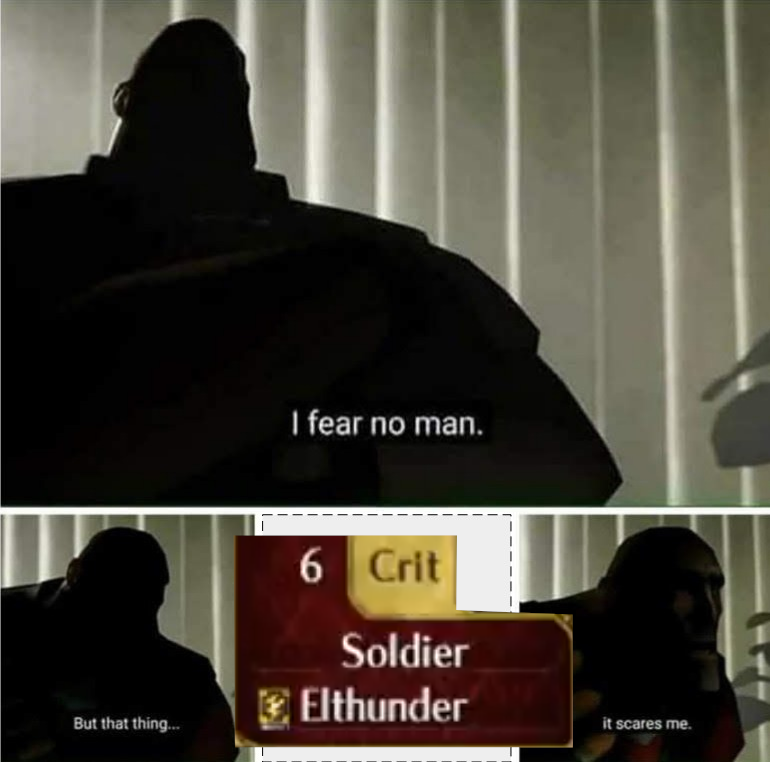 I fear no man.
But that thing...
6 Crit
Soldier
Elthunder
it scares me.